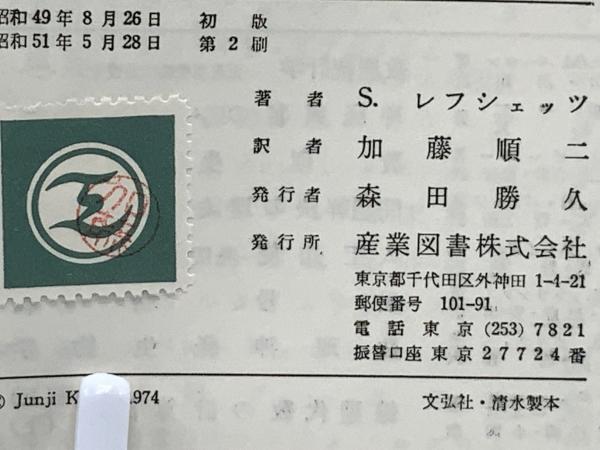 昭和49年8月26日 初版
昭和51年5月28日 第2刷
著者 S. レフシェッツ
訳者 加藤順二
発行者 森田勝久
発行所 産業図書株式会社
東京都千代田区外神田 1-4-21
郵便番号 101-91
電話 東京 (253) 7821
振替口座 東京 27724番
© Junji 1974
文弘社・清水製本